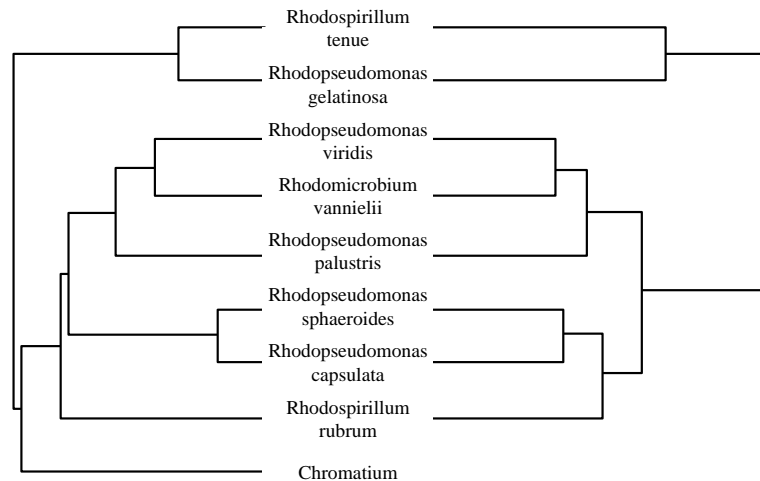 Rhodospirillum
tenue
Rhodopseudomonas
gelatinosa
Rhodopseudomonas
viridis
Rhodomicrobium
vannielii
Rhodopseudomonas
palustris
Rhodopseudomonas
sphaeroides
Rhodopseudomonas
capsulata
Rhodospirillum
rubrum
Chromatium